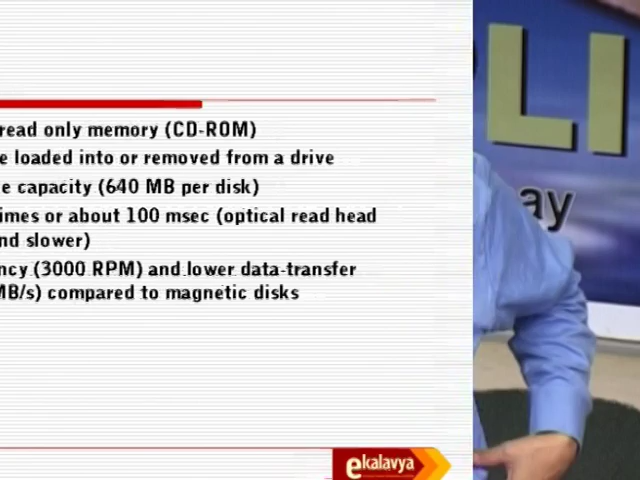 read only memory (CD-ROM)
e loaded into or removed from a drive
e capacity (640 MB per disk)
imes or about 100 msec (optical read head
nd slower)
ncy (3000 RPM) and lower data-transfer
MB/s) compared to magnetic disks
ekalavya
LI
ay